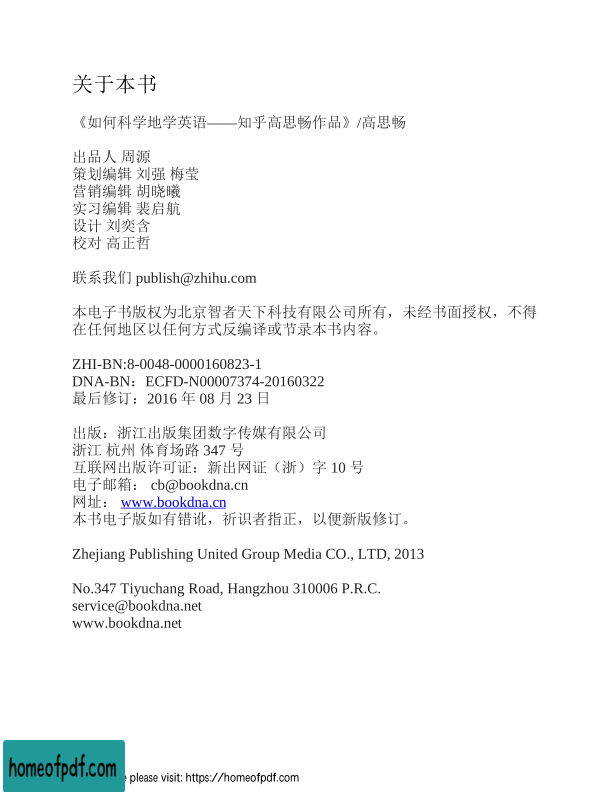 关于本书
《如何科学地学英语——知乎高思畅作品》/高思畅
出品人 周源
策划编辑 刘强 梅莹
营销编辑 胡晓曦
实习编辑 裴启航
设计 刘奕含
校对 高正哲
联系我们 publish@zhihu.com
本电子书版权为北京智者天下科技有限公司所有，未经书面授权，不得
在任何地区以任何方式反编译或节录本书内容。
ZHI-BN:8-0048-0000160823-1
DNA-BN：ECFD-N00007374-20160322
最后修订：2016 年 08 月 23 日
出版：浙江出版集团数字传媒有限公司
浙江 杭州 体育场路 347 号
互联网出版许可证：新出网证（浙）字 10 号
电子邮箱： cb@bookdna.cn
网址： www.bookdna.cn
本书电子版如有错讹，祈识者指正，以便新版修订。
Zhejiang Publishing United Group Media CO., LTD, 2013
No.347 Tiyuchang Road, Hangzhou 310006 P.R.C.
service@bookdna.net
www.bookdna.net
homeofpdf.com
please visit: https://homeofpdf.com